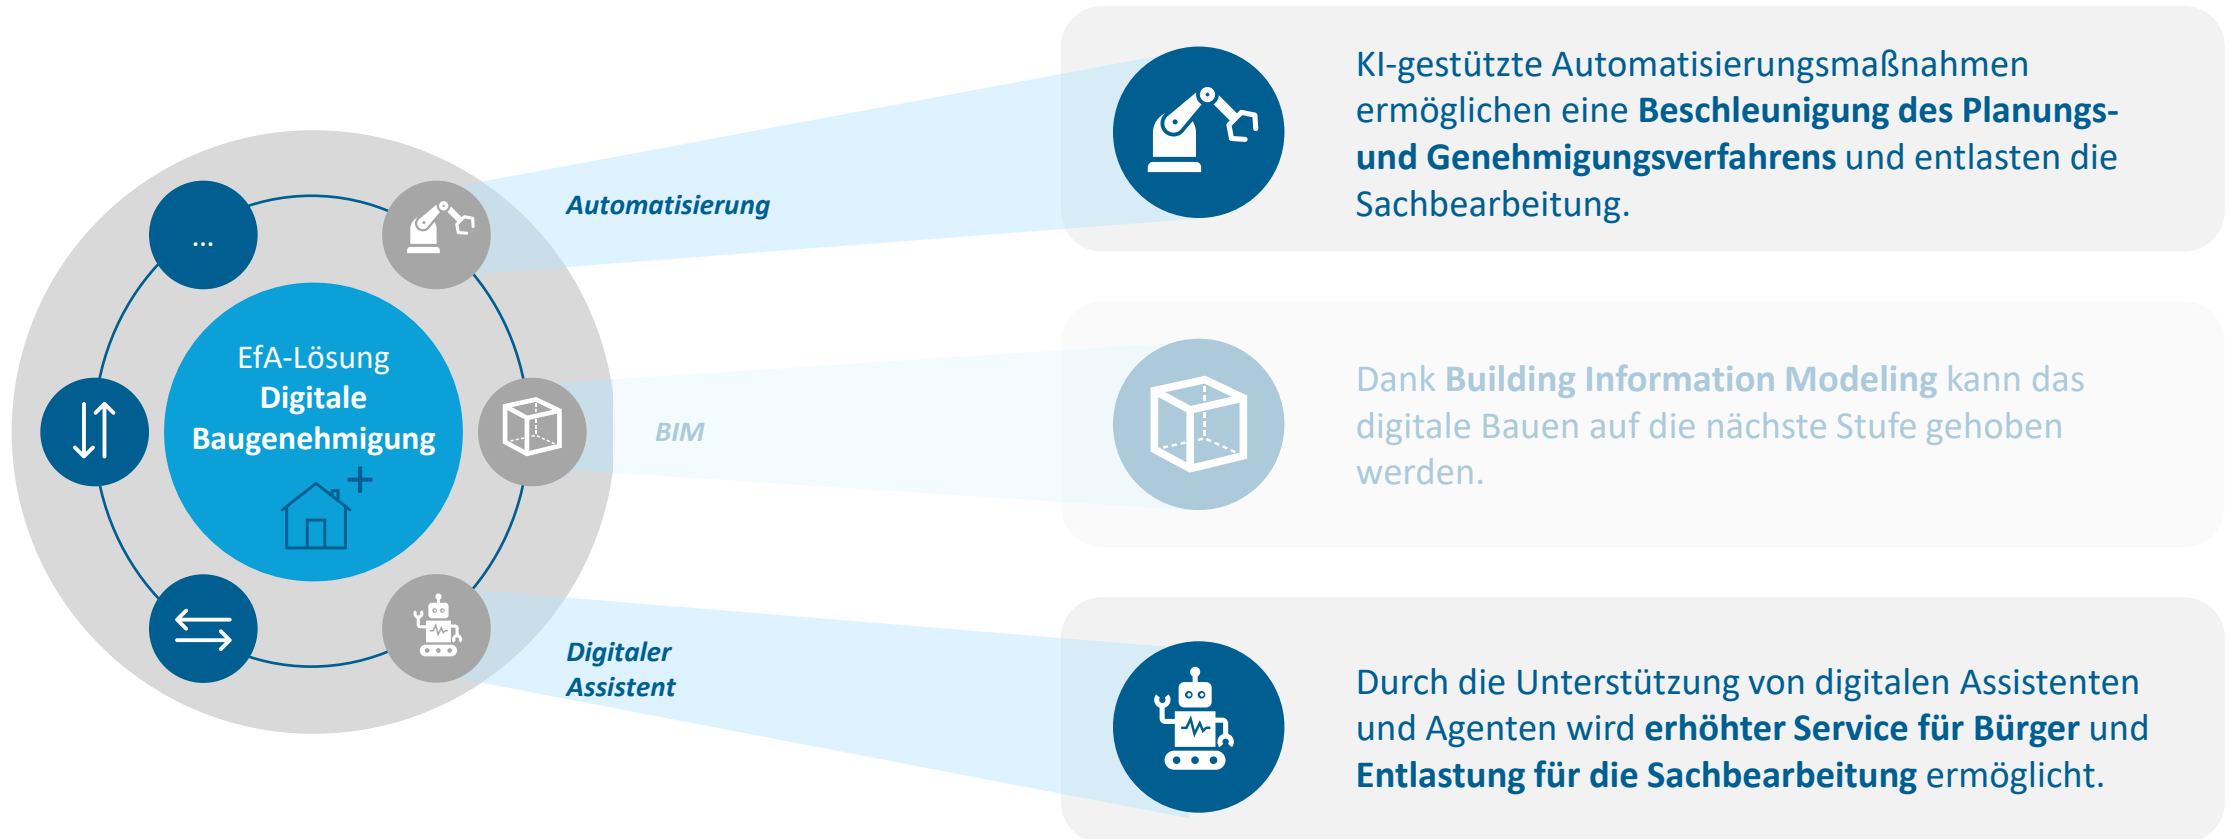 ...
EfA-Lösung
Digitale
Baugenehmigung
Automatisierung
KI-gestützte Automatisierungsmaßnahmen
ermöglichen eine Beschleunigung des Planungs-
und Genehmigungsverfahrens und entlasten die
Sachbearbeitung.
BIM
Dank Building Information Modeling kann das
digitale Bauen auf die nächste Stufe gehoben
werden.
Digitaler
Assistent
Durch die Unterstützung von digitalen Assistenten
und Agenten wird erhöhter Service für Bürger und
Entlastung für die Sachbearbeitung ermöglicht.